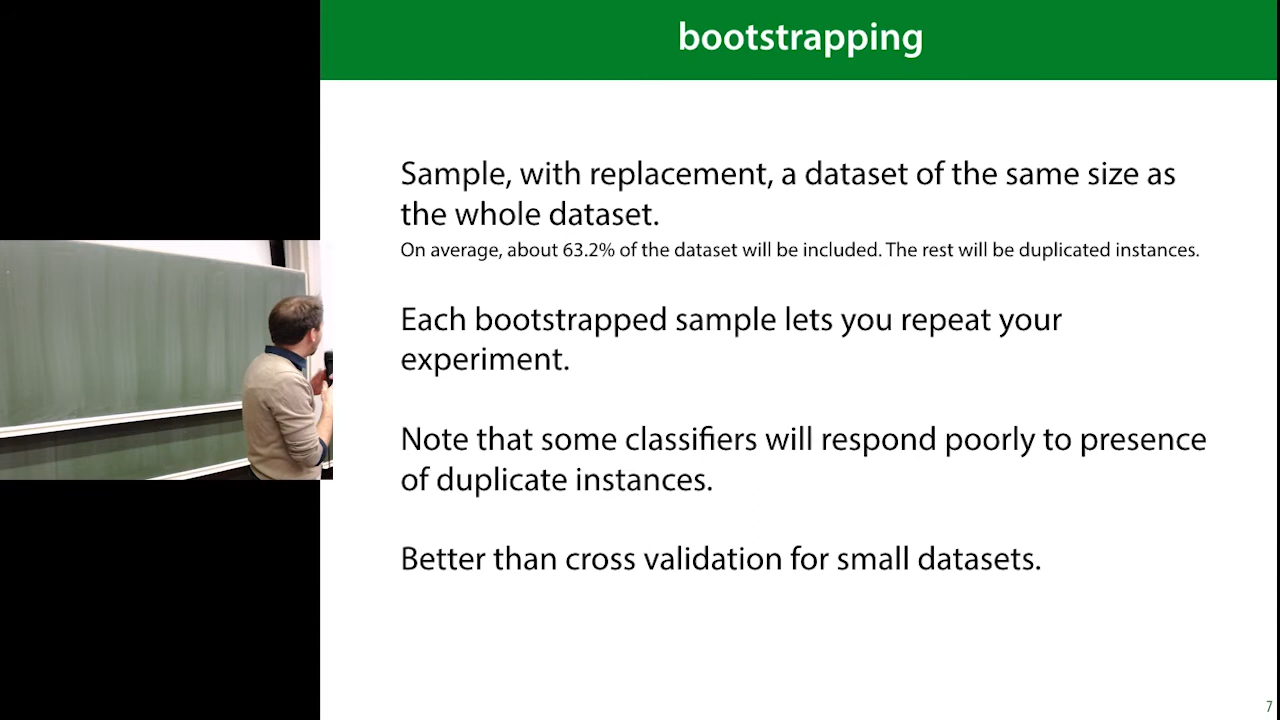 bootstrapping
Sample, with replacement, a dataset of the same size as
the whole dataset.
On average, about 63.2% of the dataset will be included. The rest will be duplicated instances.
Each bootstrapped sample lets you repeat your
experiment.
Note that some classifiers will respond poorly to presence
of duplicate instances.
Better than cross validation for small datasets.
7